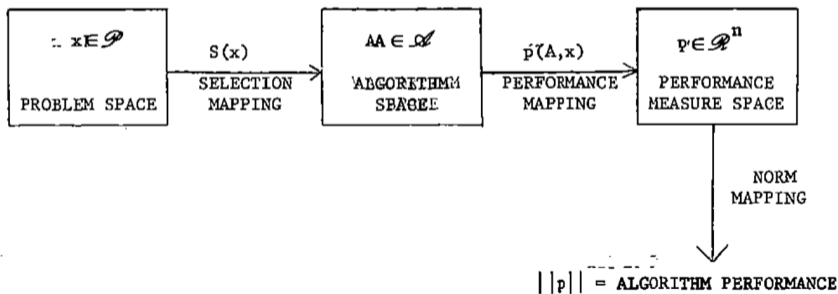 x ∈ 𝒫
PROBLEM SPACE
S(x)
SELECTION
MAPPING
A ∈ 𝒜
ALGORITHM
SPACE
p(A,x)
PERFORMANCE
MAPPING
p ∈ ℛⁿ
PERFORMANCE
MEASURE SPACE
NORM
MAPPING
||p|| = ALGORITHM PERFORMANCE